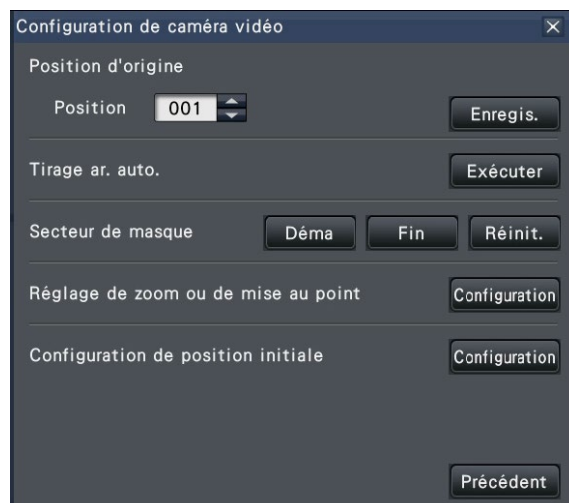 Configuration de caméra vidéo
Position d'origine
Position 001 Enregis.
Tirage ar. auto. Exécuter
Secteur de masque Déma Fin Réinit.
Réglage de zoom ou de mise au point Configuration
Configuration de position initiale Configuration
Précédent